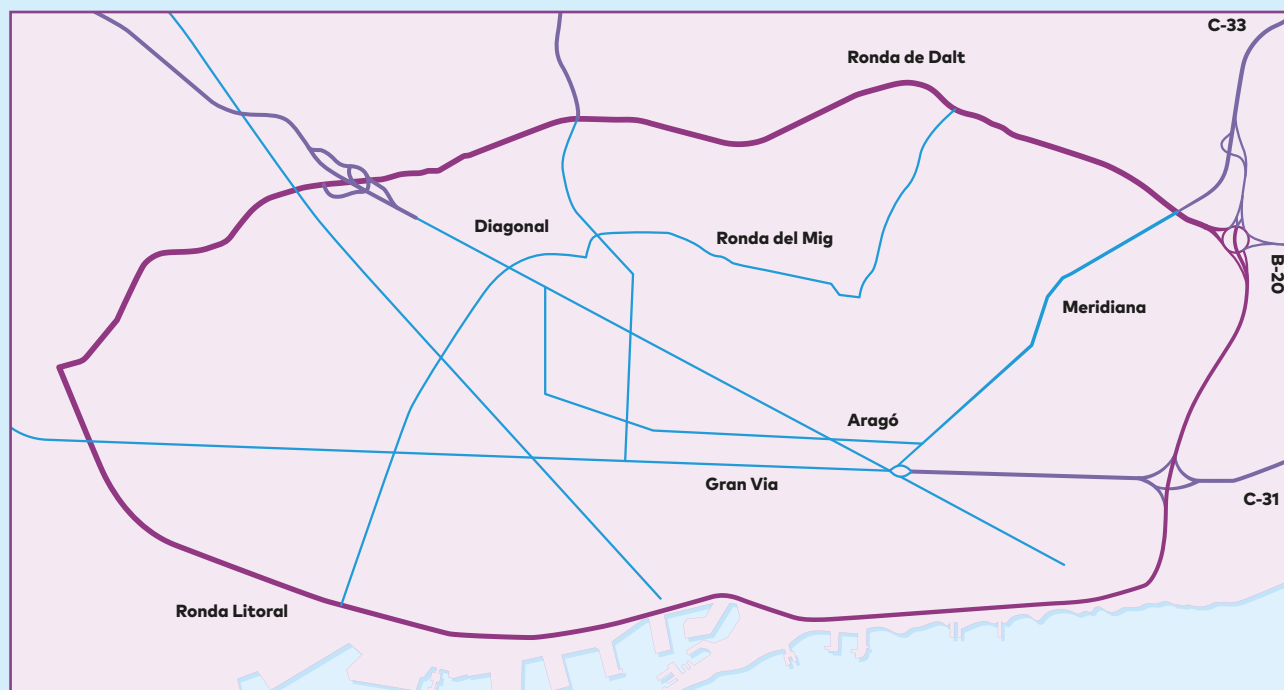 C-33
Ronda de Dalt
Diagonal
Ronda del Mig
B-20
Meridiana
Aragó
Gran Via
C-31
Ronda Litoral